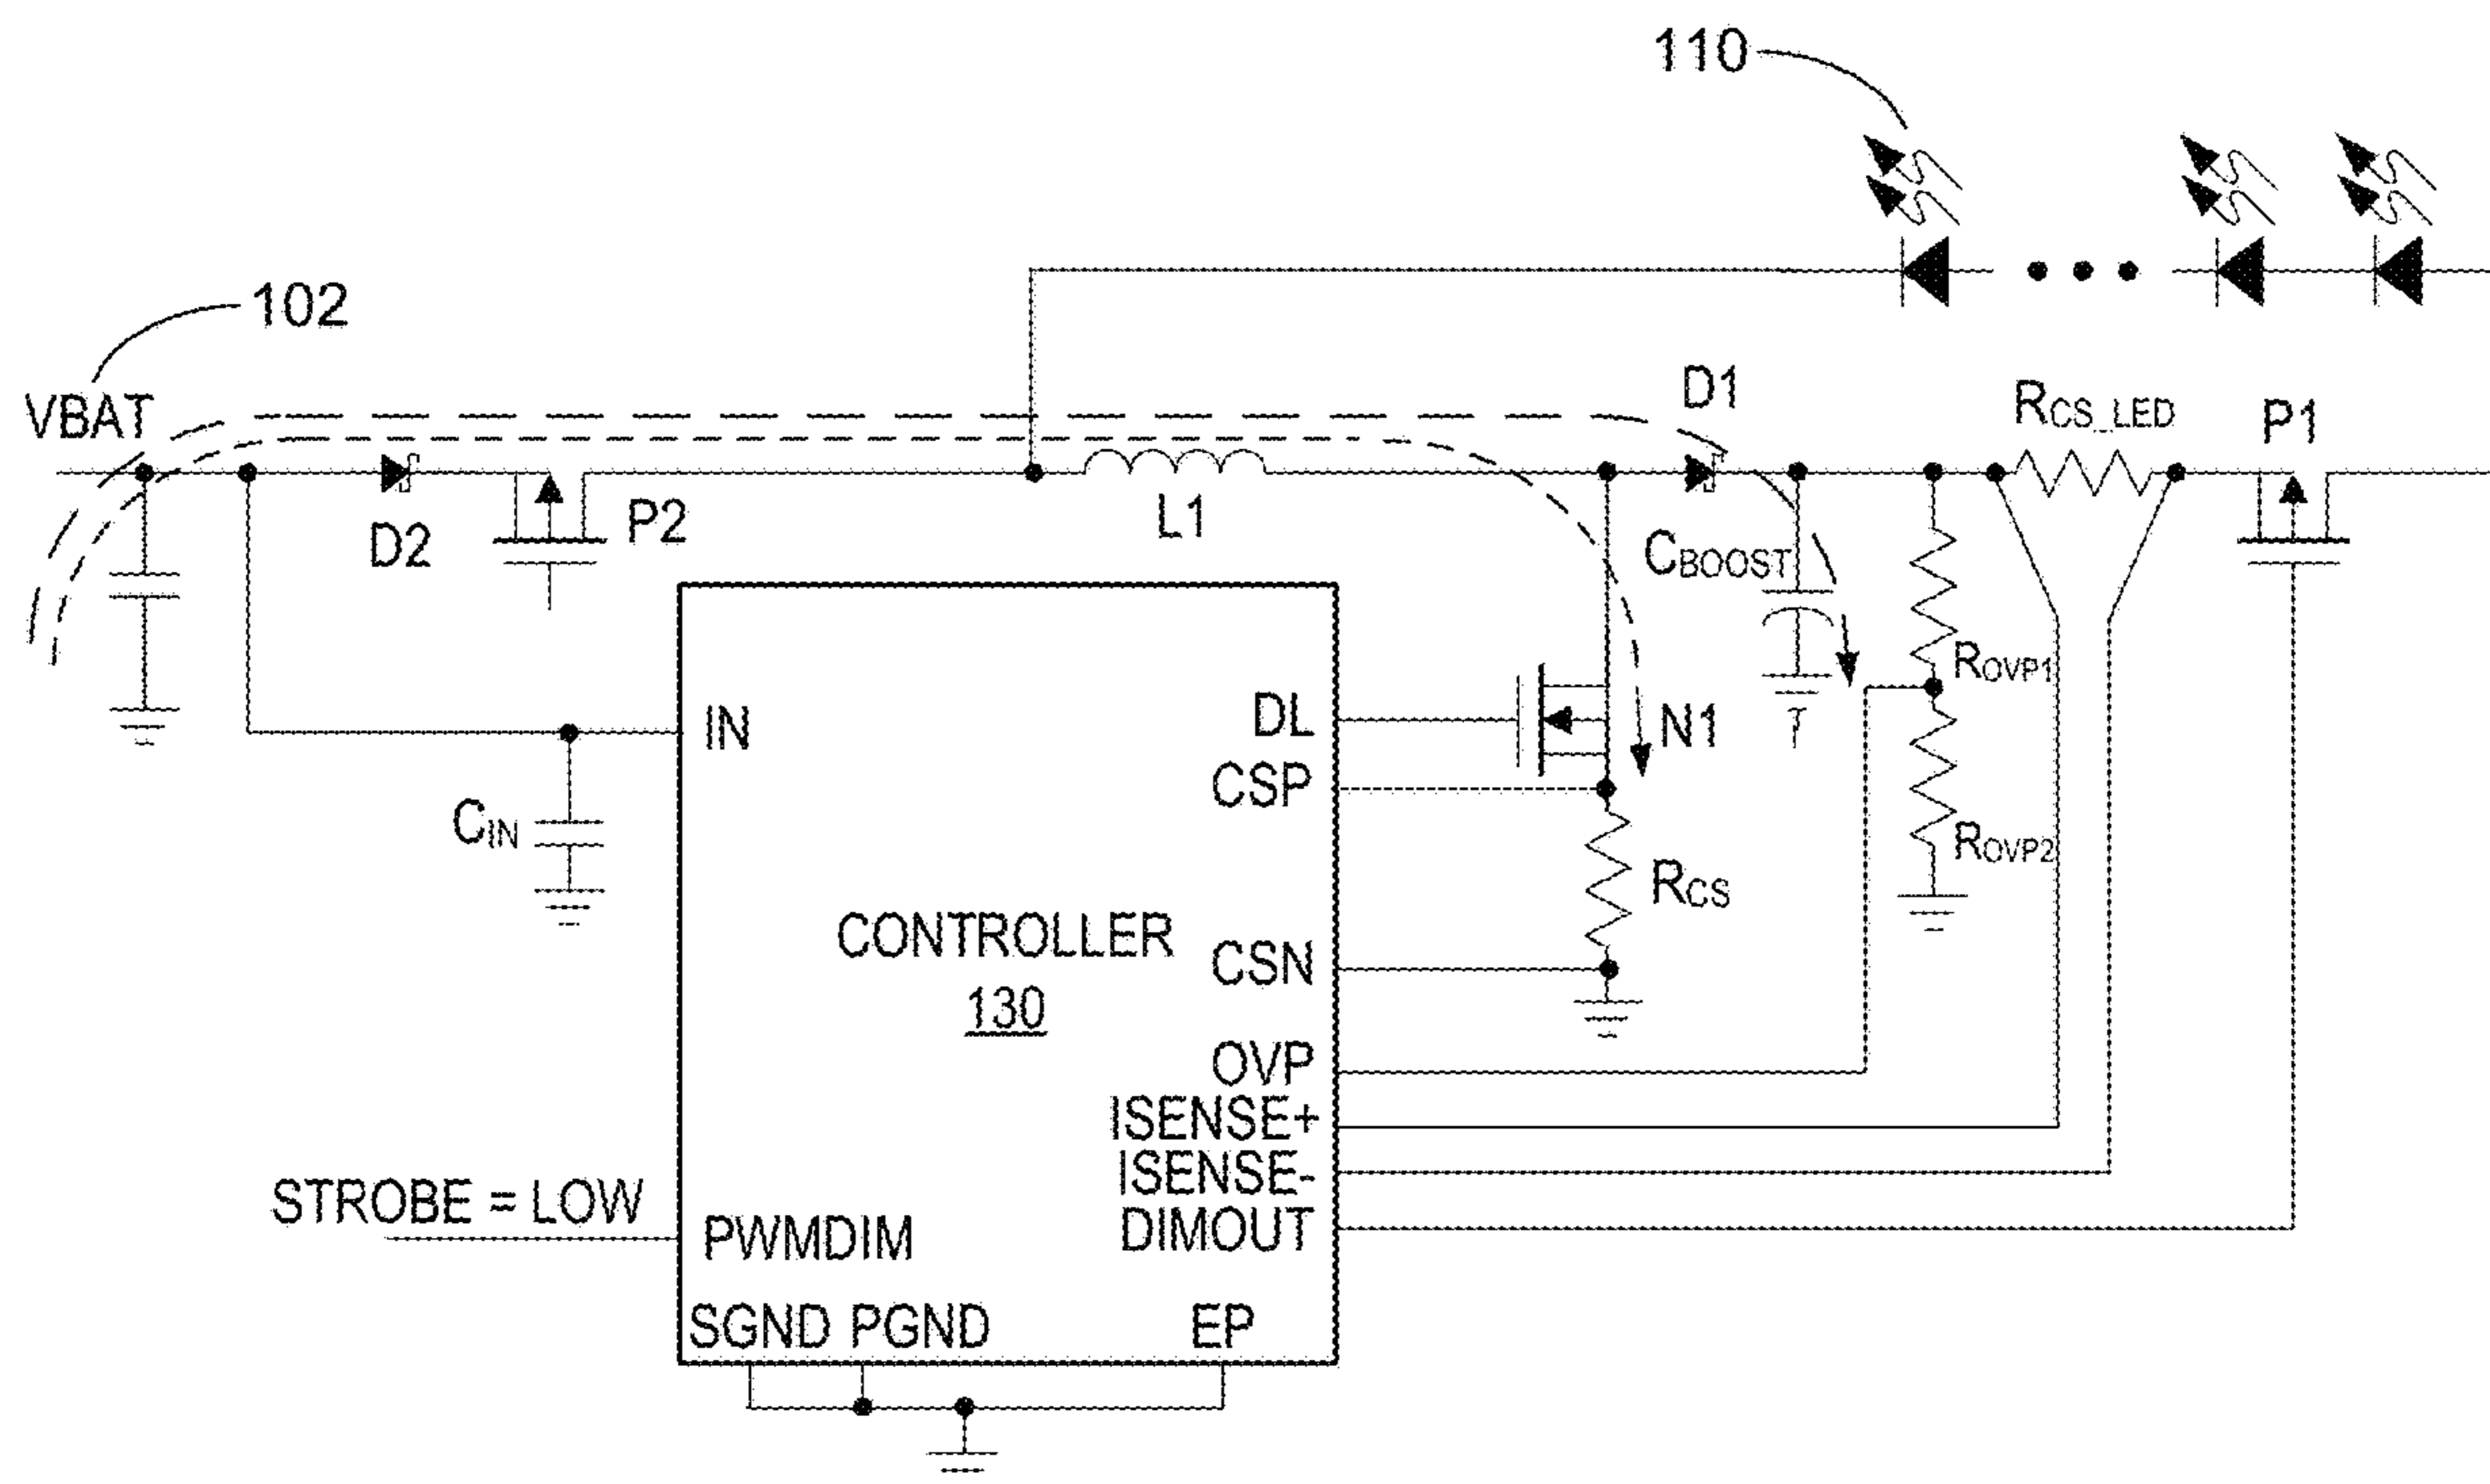 110
102
VBAT
D2
P2
L1
D1
RCS_LED
P1
CBOOST
ROVP1
ROVP2
N1
RCS
CIN
IN
DL
CSP
CONTROLLER
130
CSN
OVP
ISENSE+
ISENSE-
DIMOUT
STROBE = LOW
PWMDIM
SGND PGND EP